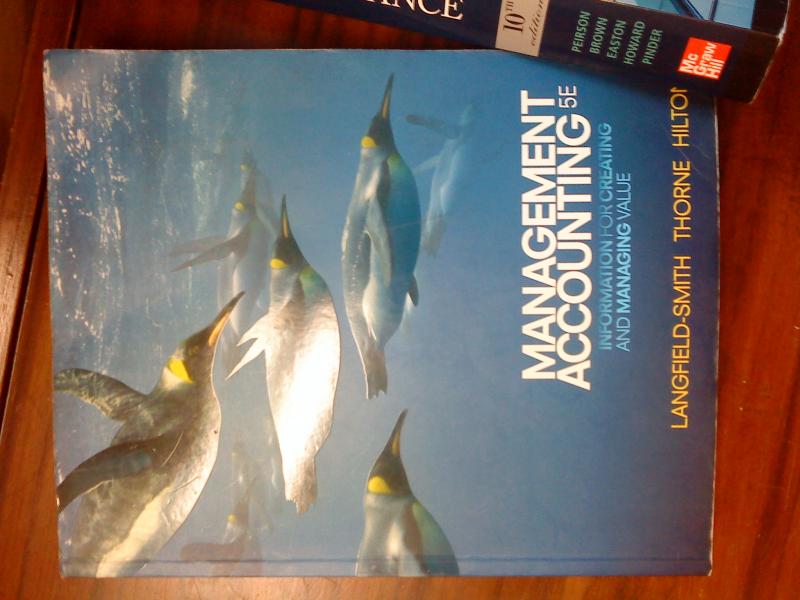 MANAGEMENT
ACCOUNTING 5E
INFORMATION FOR CREATING
AND MANAGING VALUE
LANGFIELD-SMITH THORNE HILTON
10TH
edition
PEIRSON
BROWN
EASTON
HOWARD
PINDER
Mc
Graw
Hill